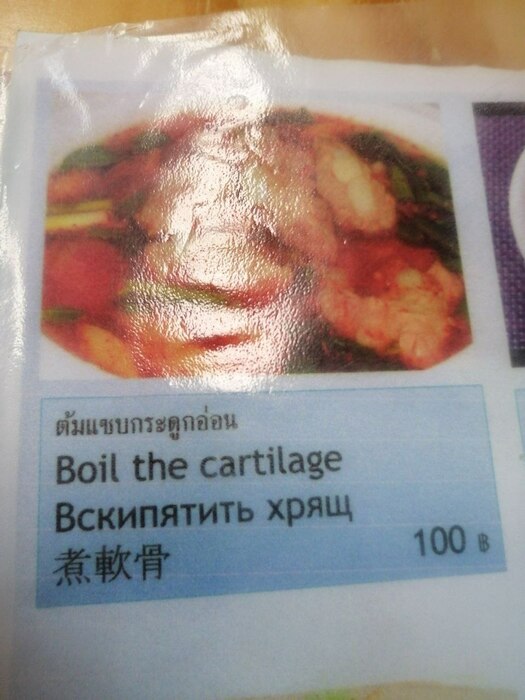 ต้มแซบกระดูกอ่อน
Boil the cartilage
Вскипятить хрящ
煮軟骨
100 ฿